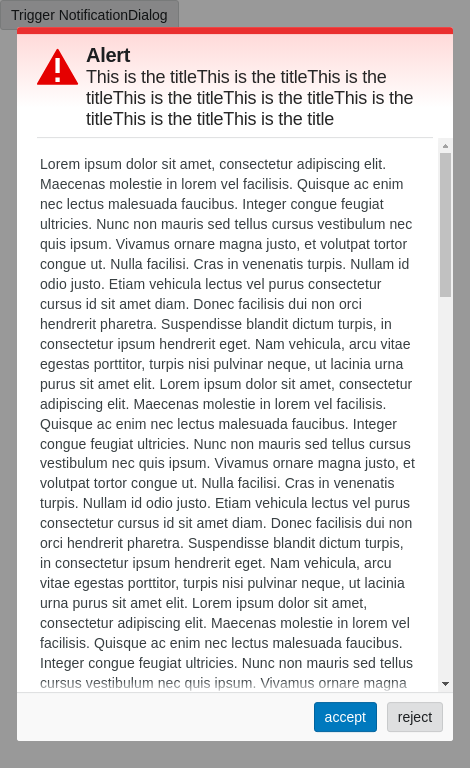 Trigger NotificationDialog
Alert
This is the titleThis is the titleThis is the
titleThis is the titleThis is the titleThis is the
titleThis is the titleThis is the title
Lorem ipsum dolor sit amet, consectetur adipiscing elit.
Maecenas molestie in lorem vel facilisis. Quisque ac enim
nec lectus malesuada faucibus. Integer congue feugiat
ultricies. Nunc non mauris sed tellus cursus vestibulum nec
quis ipsum. Vivamus ornare magna justo, et volutpat tortor
congue ut. Nulla facilisi. Cras in venenatis turpis. Nullam id
odio justo. Etiam vehicula lectus vel purus consectetur
cursus id sit amet diam. Donec facilisis dui non orci
hendrerit pharetra. Suspendisse blandit dictum turpis, in
consectetur ipsum hendrerit eget. Nam vehicula, arcu vitae
egestas porttitor, turpis nisi pulvinar neque, ut lacinia urna
purus sit amet elit. Lorem ipsum dolor sit amet, consectetur
adipiscing elit. Maecenas molestie in lorem vel facilisis.
Quisque ac enim nec lectus malesuada faucibus. Integer
congue feugiat ultricies. Nunc non mauris sed tellus cursus
vestibulum nec quis ipsum. Vivamus ornare magna justo, et
volutpat tortor congue ut. Nulla facilisi. Cras in venenatis
turpis. Nullam id odio justo. Etiam vehicula lectus vel purus
consectetur cursus id sit amet diam. Donec facilisis dui non
orci hendrerit pharetra. Suspendisse blandit dictum turpis,
in consectetur ipsum hendrerit eget. Nam vehicula, arcu
vitae egestas porttitor, turpis nisi pulvinar neque, ut lacinia
urna purus sit amet elit. Lorem ipsum dolor sit amet,
consectetur adipiscing elit. Maecenas molestie in lorem vel
facilisis. Quisque ac enim nec lectus malesuada faucibus.
Integer congue feugiat ultricies. Nunc non mauris sed tellus
cursus vestibulum nec quis ipsum. Vivamus ornare magna
accept
reject